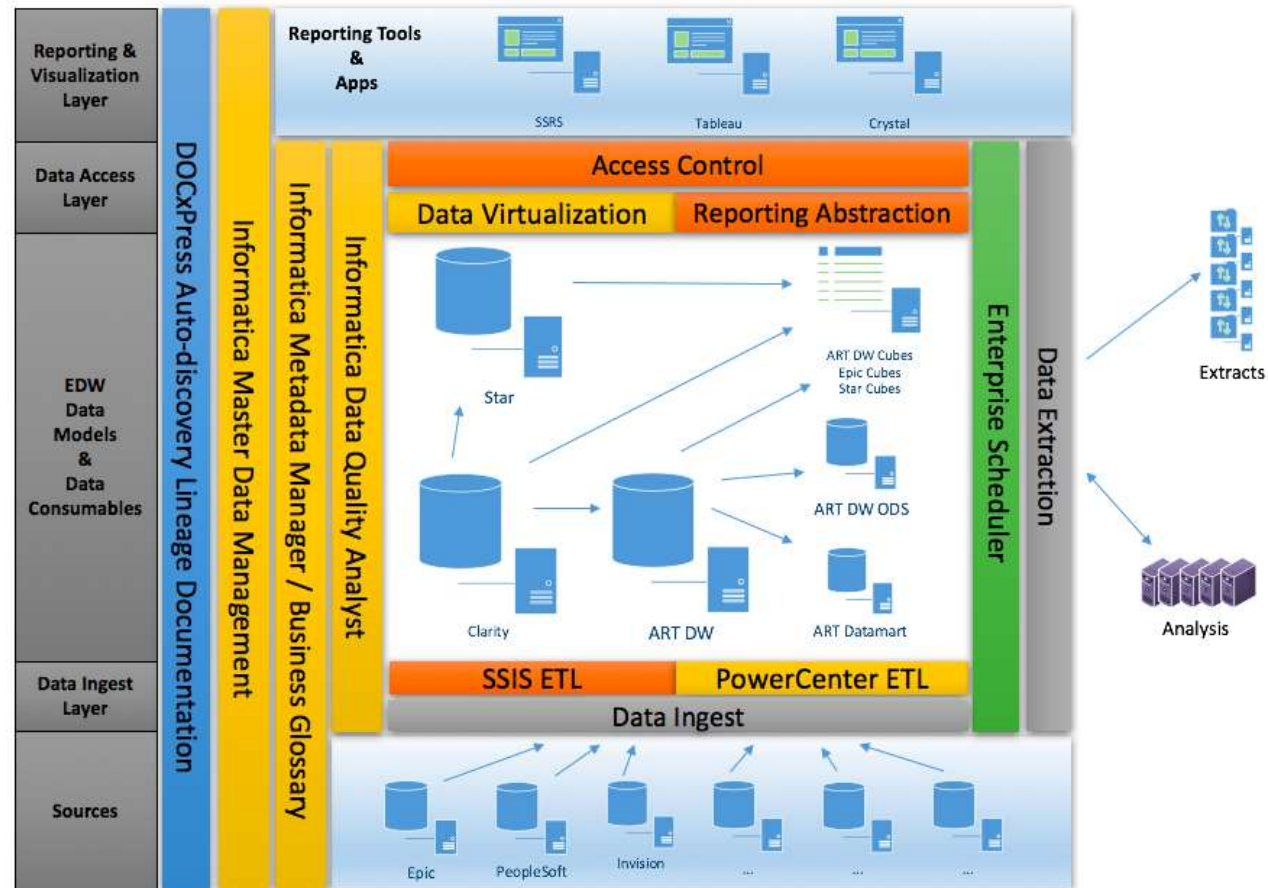 Reporting &
Visualization
Layer
Data Access
Layer
EDW
Data
Models
&
Data
Consumables
Data Ingest
Layer
Sources
DOCxPress Auto-discovery Lineage Documentation
Informatica Master Data Management
Informatica Metadata Manager / Business Glossary
Informatica Data Quality Analyst
Reporting Tools
&
Apps
SSRS
Tableau
Crystal
Access Control
Data Virtualization
Reporting Abstraction
Star
ART DW Cubes
Epic Cubes
Star Cubes
ART DW ODS
Clarity
ART DW
ART Datamart
SSIS ETL
PowerCenter ETL
Data Ingest
Epic
PeopleSoft
Invision
...
...
...
Enterprise Scheduler
Data Extraction
Extracts
Analysis